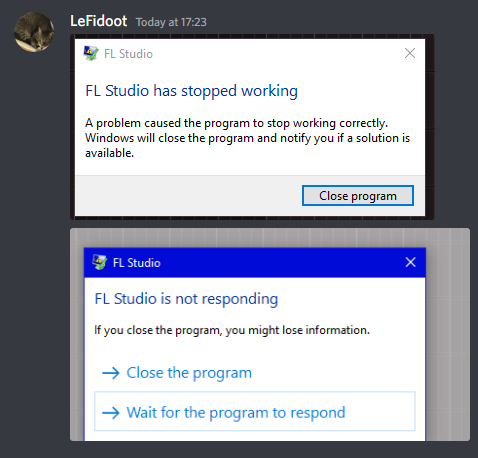 LeFidoot Today at 17:23
FL Studio
FL Studio has stopped working
A problem caused the program to stop working correctly.
Windows will close the program and notify you if a solution is
available.
Close program
FL Studio
FL Studio is not responding
If you close the program, you might lose information.
Close the program
Wait for the program to respond